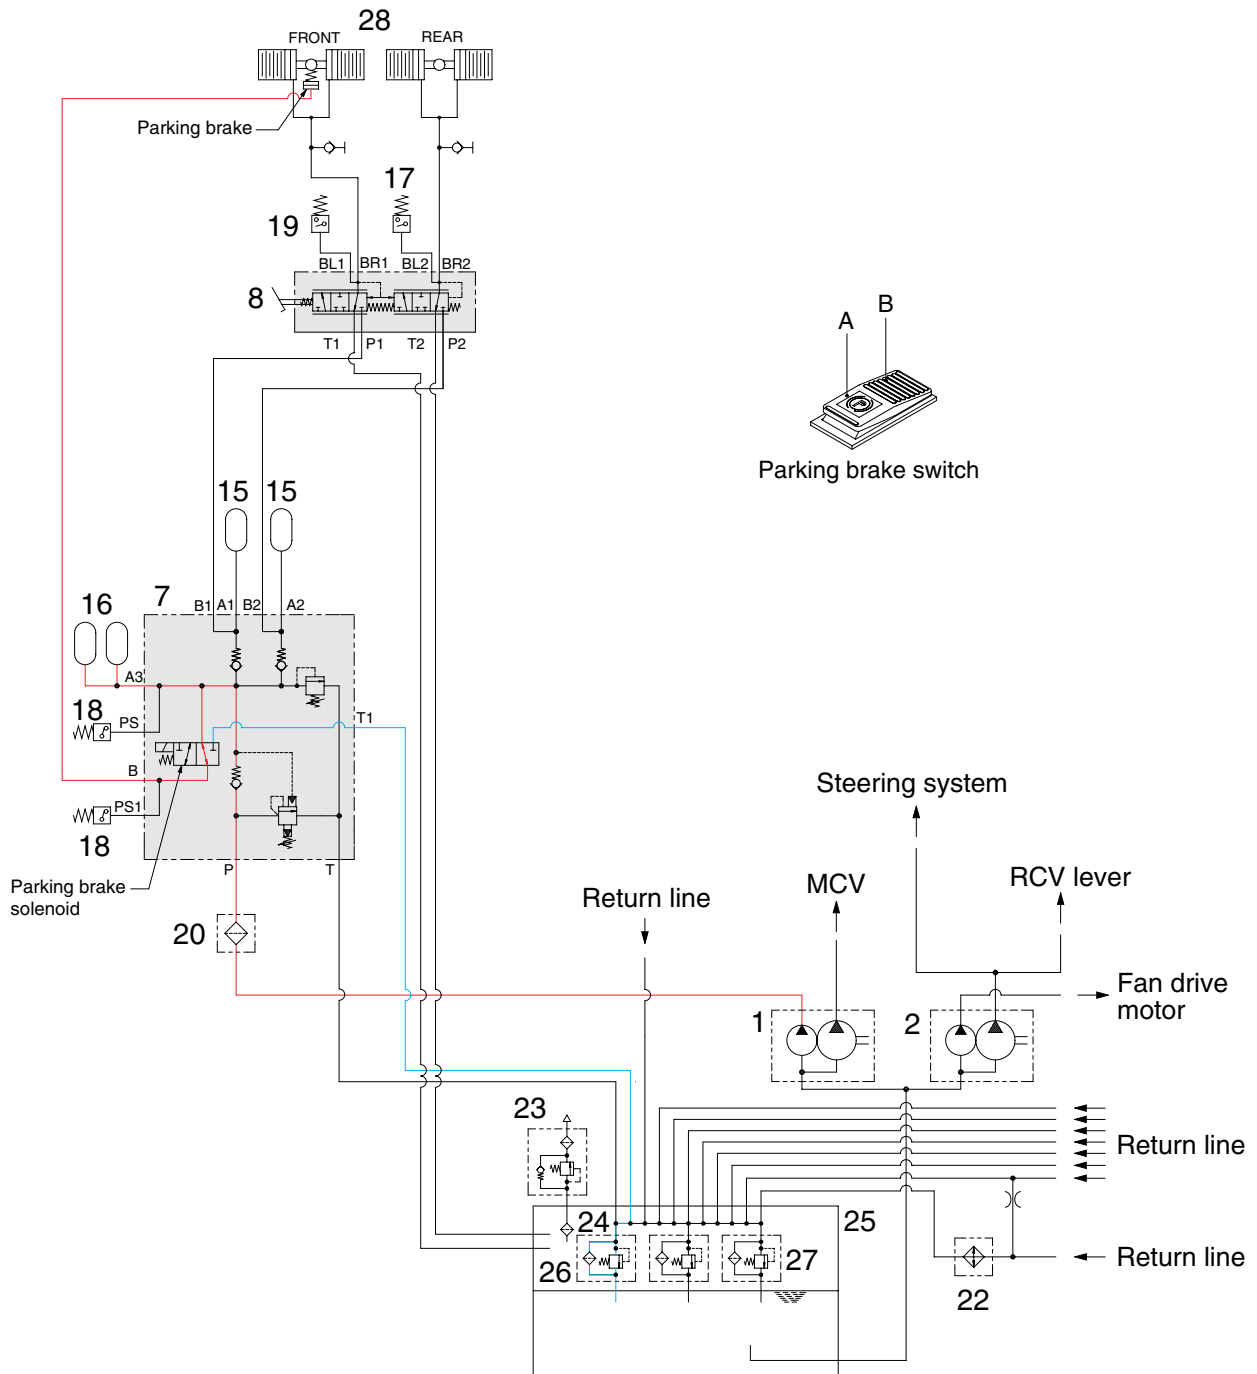 28
FRONT
REAR
Parking brake
17
19
BL1
BR1
BL2
BR2
8
T1
P1
T2
P2
A
B
Parking brake switch
15
15
7
B1
A1
B2
A2
16
A3
18
PS
T1
B
PS1
18
Steering system
P
T
Parking brake
solenoid
MCV
RCV lever
Return line
20
Fan drive
motor
1
2
23
Return line
24
25
26
27
Return line
22